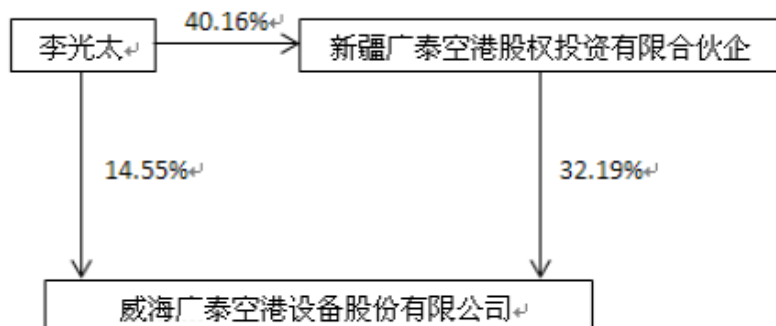 40.16%
李光太
新疆广泰空港股权投资有限合伙企
14.55%
32.19%
威海广泰空港设备股份有限公司